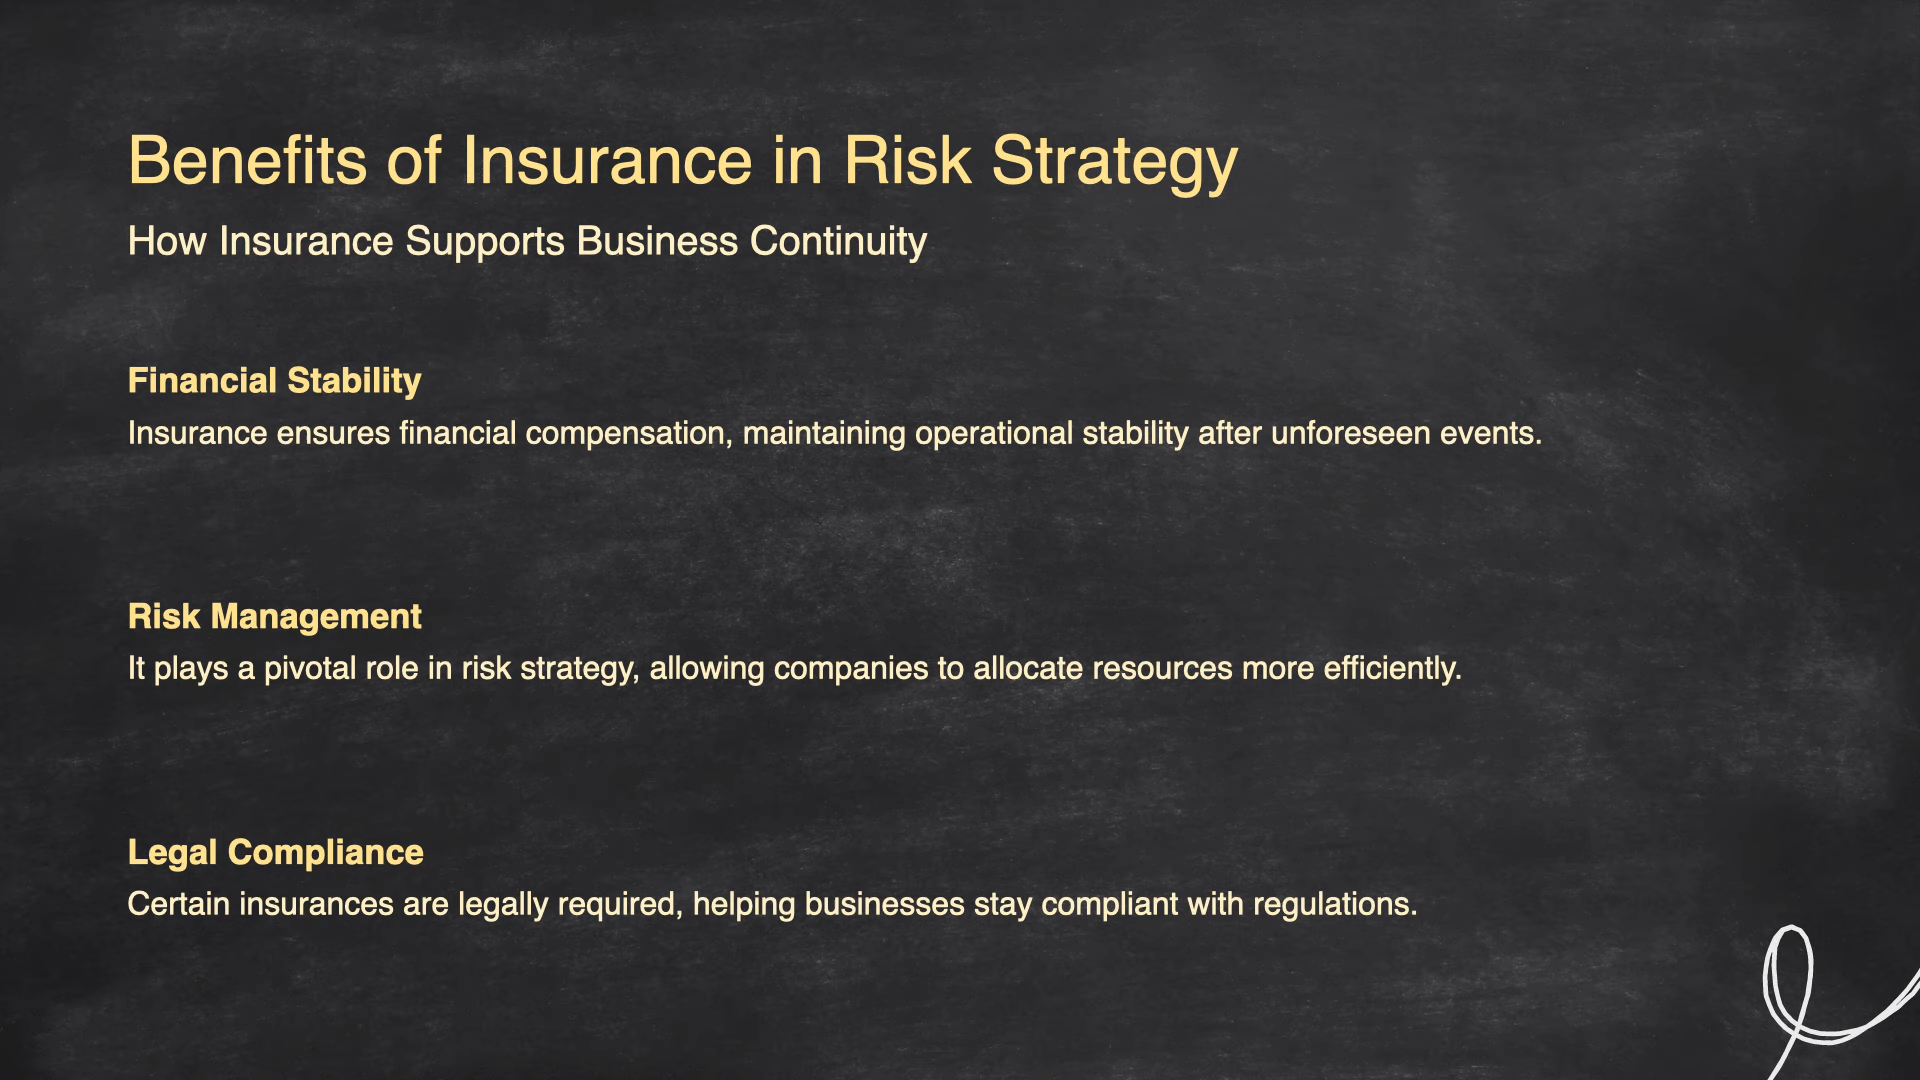 Benefits of Insurance in Risk Strategy
How Insurance Supports Business Continuity
Financial Stability
Insurance ensures financial compensation, maintaining operational stability after unforeseen events.
Risk Management
It plays a pivotal role in risk strategy, allowing companies to allocate resources more efficiently.
Legal Compliance
Certain insurances are legally required, helping businesses stay compliant with regulations.